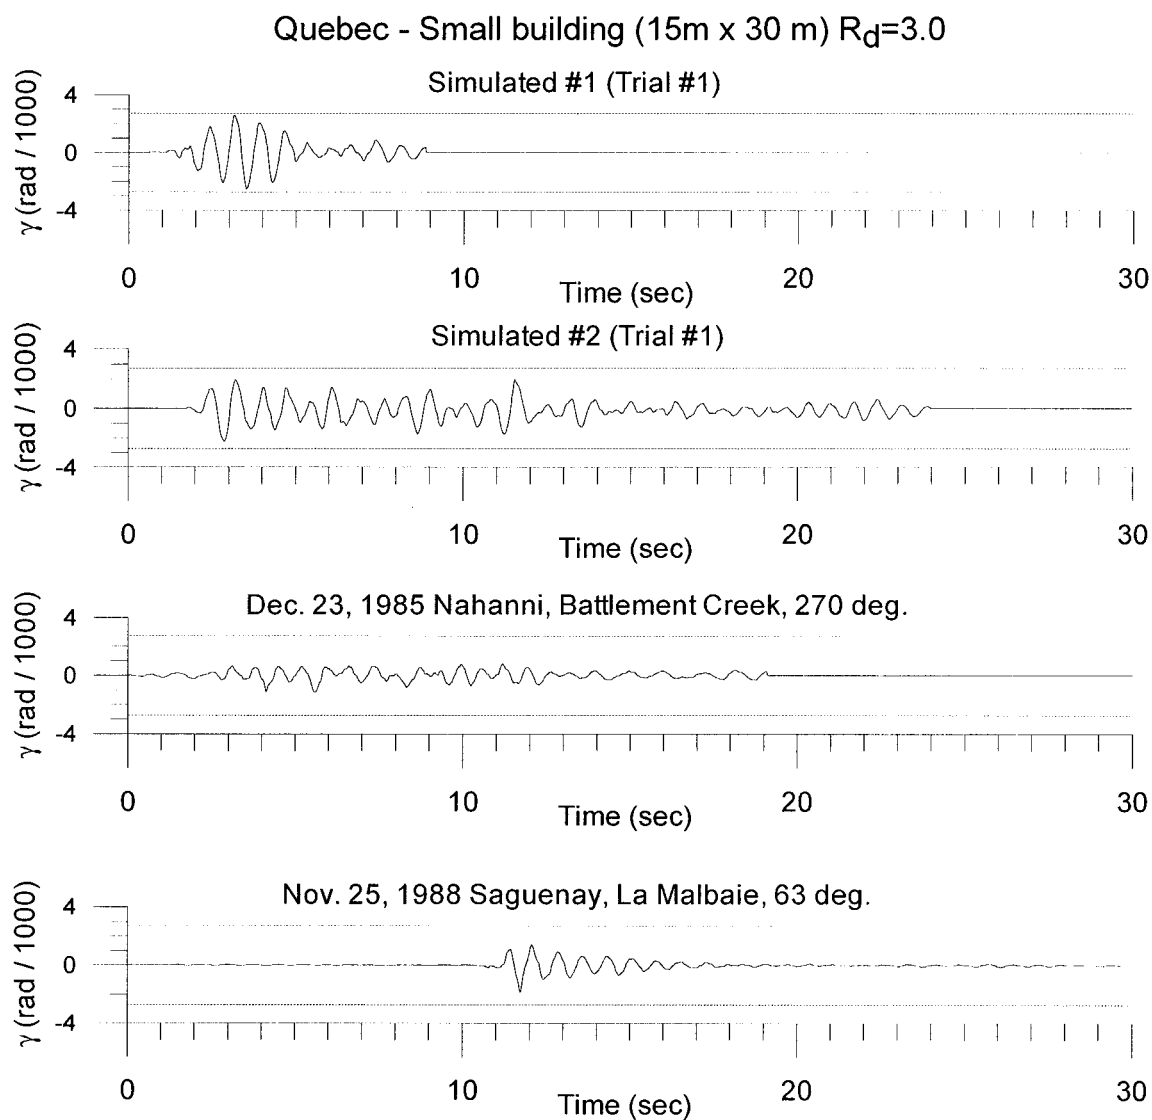 Quebec - Small building (15m x 30 m) Rd=3.0
Simulated #1 (Trial #1)
γ (rad / 1000)
4
0
-4
0 10 20 30
Time (sec)
Simulated #2 (Trial #1)
γ (rad / 1000)
4
0
-4
0 10 20 30
Time (sec)
Dec. 23, 1985 Nahanni, Battlement Creek, 270 deg.
γ (rad / 1000)
4
0
-4
0 10 20 30
Time (sec)
Nov. 25, 1988 Saguenay, La Malbaie, 63 deg.
γ (rad / 1000)
4
0
-4
0 10 20 30
Time (sec)